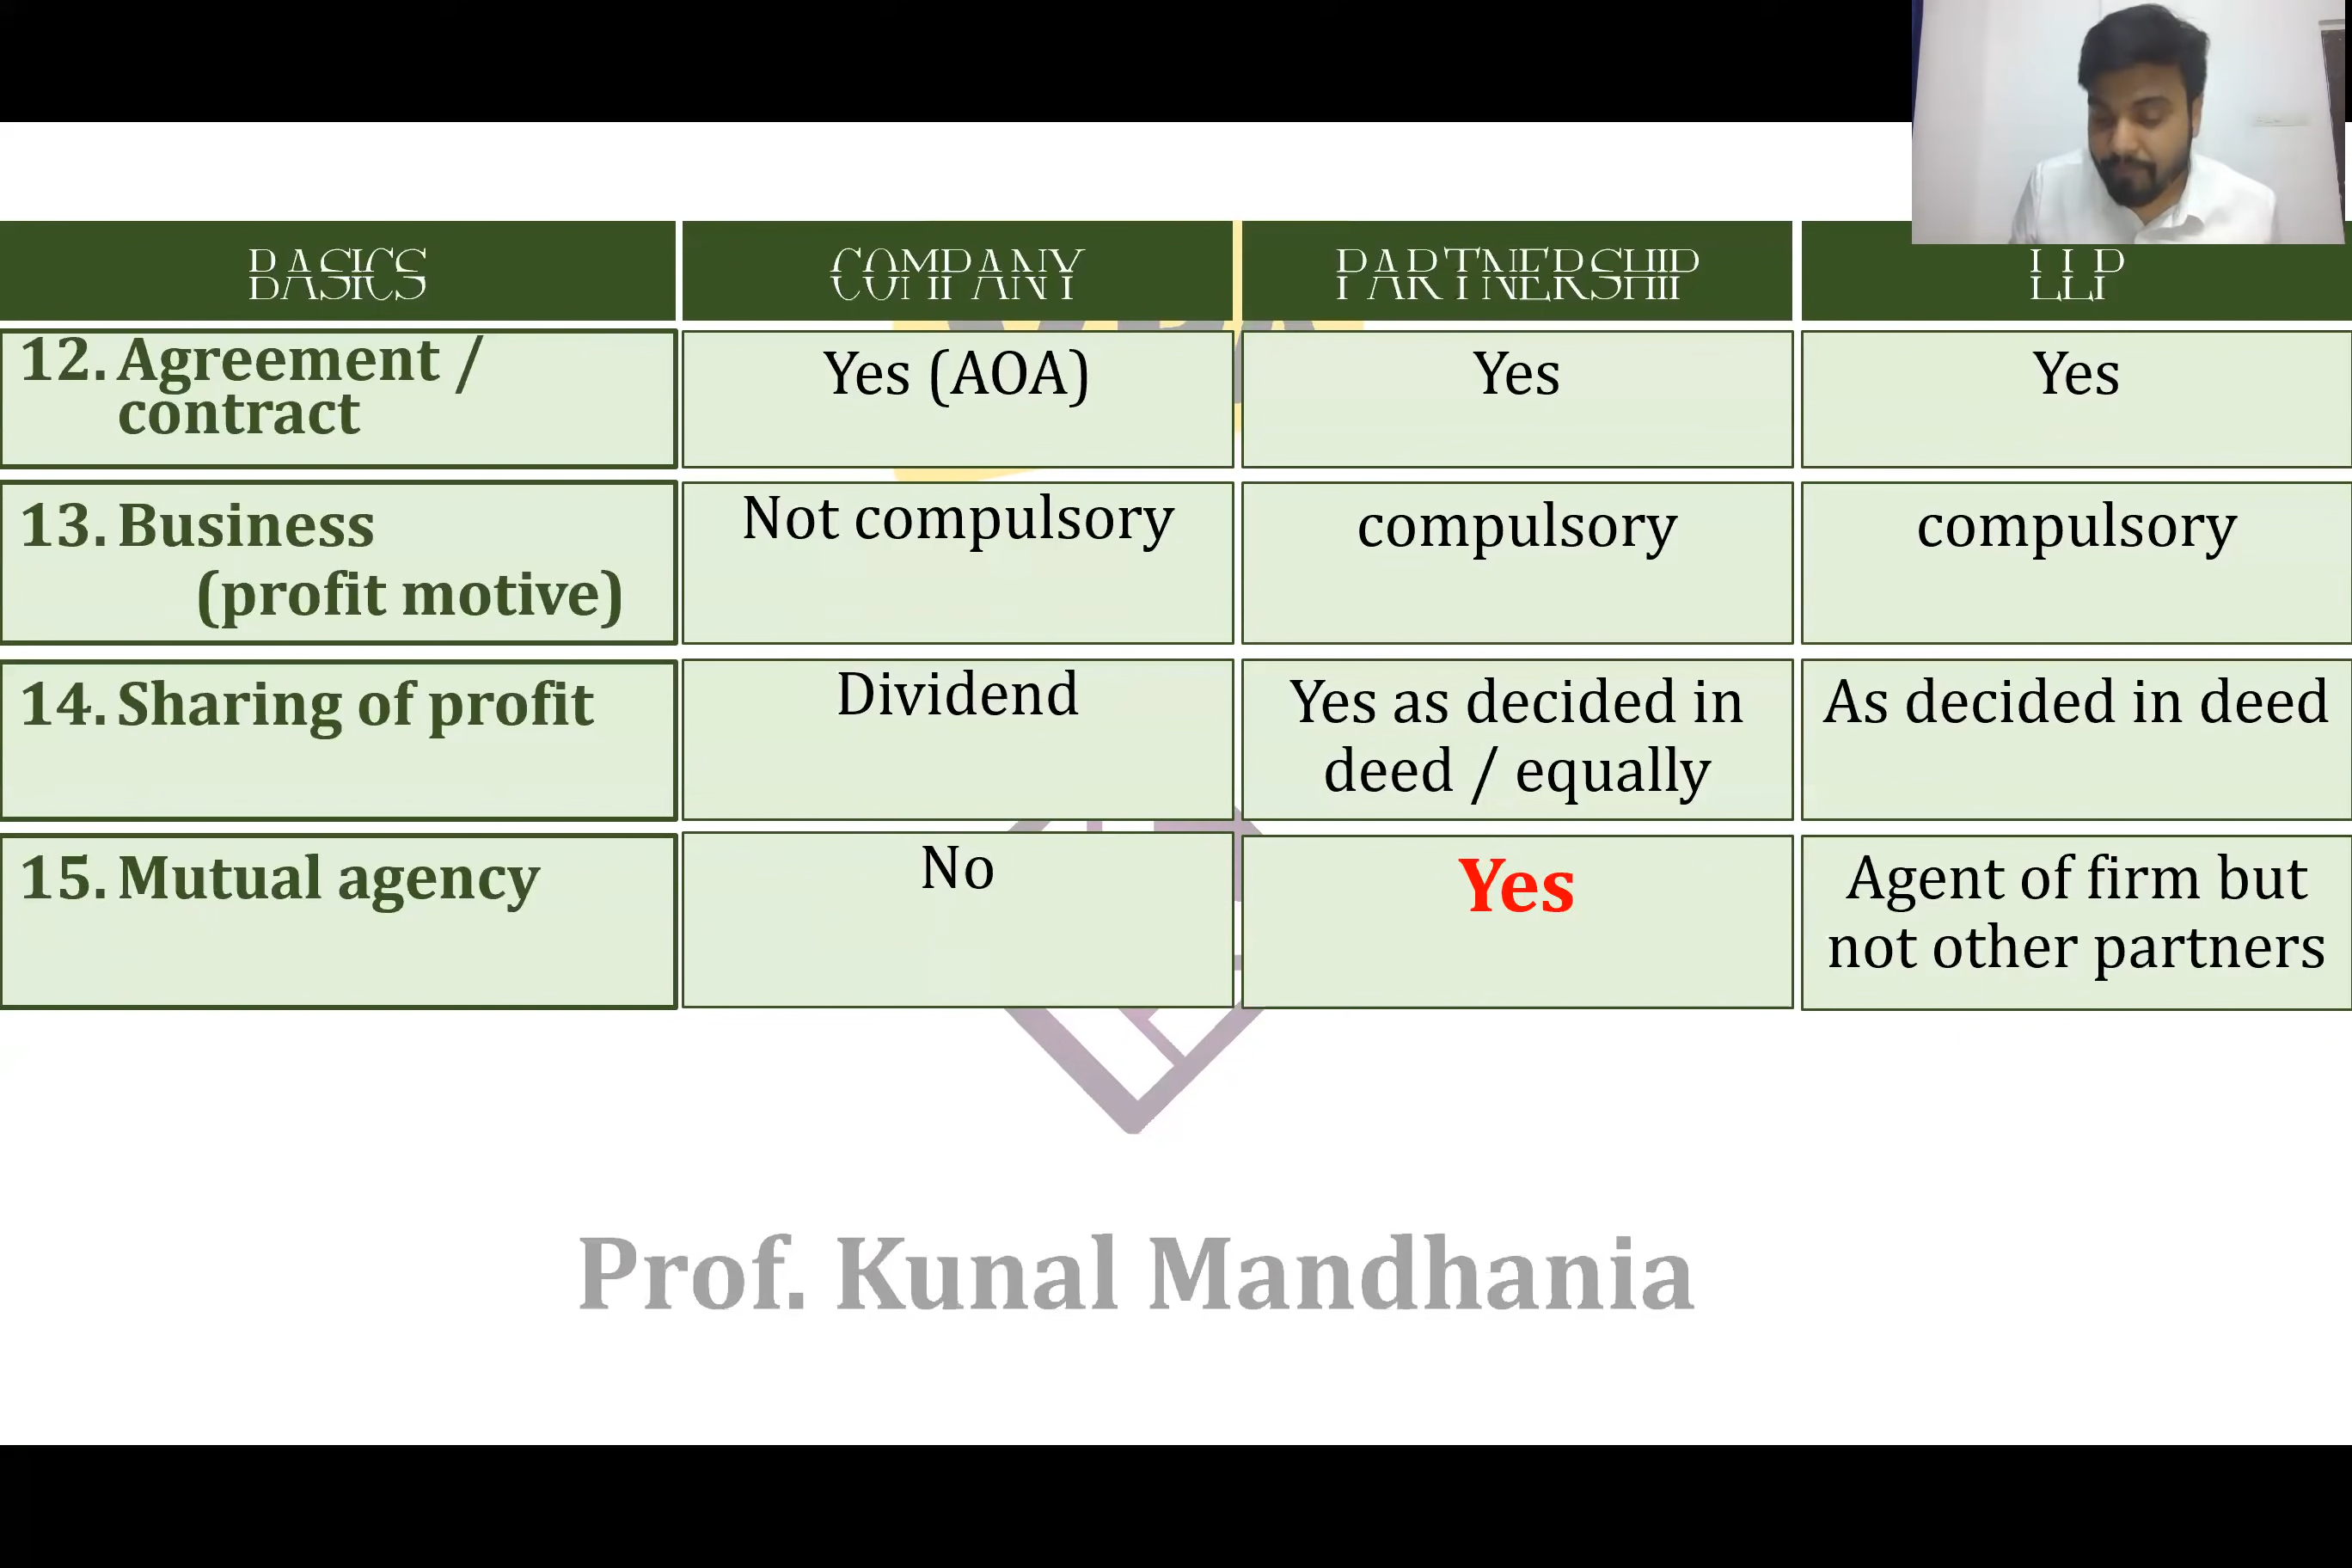 BASICS COMPANY PARTNERSHIP LLP
12. Agreement / contract
Yes (AOA)
Yes
Yes
13. Business
(profit motive)
Not compulsory
compulsory
compulsory
14. Sharing of profit
Dividend
Yes as decided in
deed / equally
As decided in deed
15. Mutual agency
No
Yes
Agent of firm but
not other partners
Prof. Kunal Mandhania